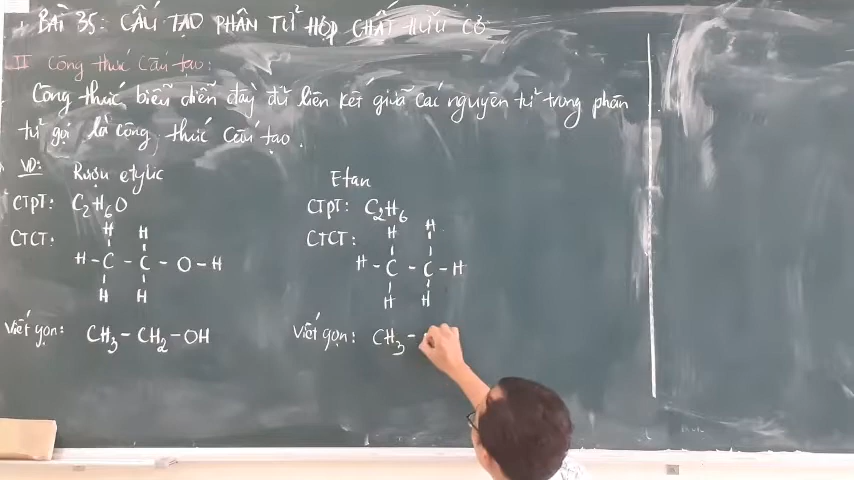 BÀI 35: CẤU TẠO PHÂN TỬ HỢP CHẤT HỮU CƠ
II Công thức cấu tạo:
Công thức biểu diễn đầy đủ liên kết giữa các nguyên tử trong phân
tử gọi là công thức cấu tạo.
VD: Rượu etylic
CTPT: C2H6O
CTCT:
H H
H - C - C - O - H
H H
Viết gọn: CH3 - CH2 - OH
Etan
CTPT: C2H6
CTCT:
H H
H - C - C - H
H H
Viết gọn: CH3 -